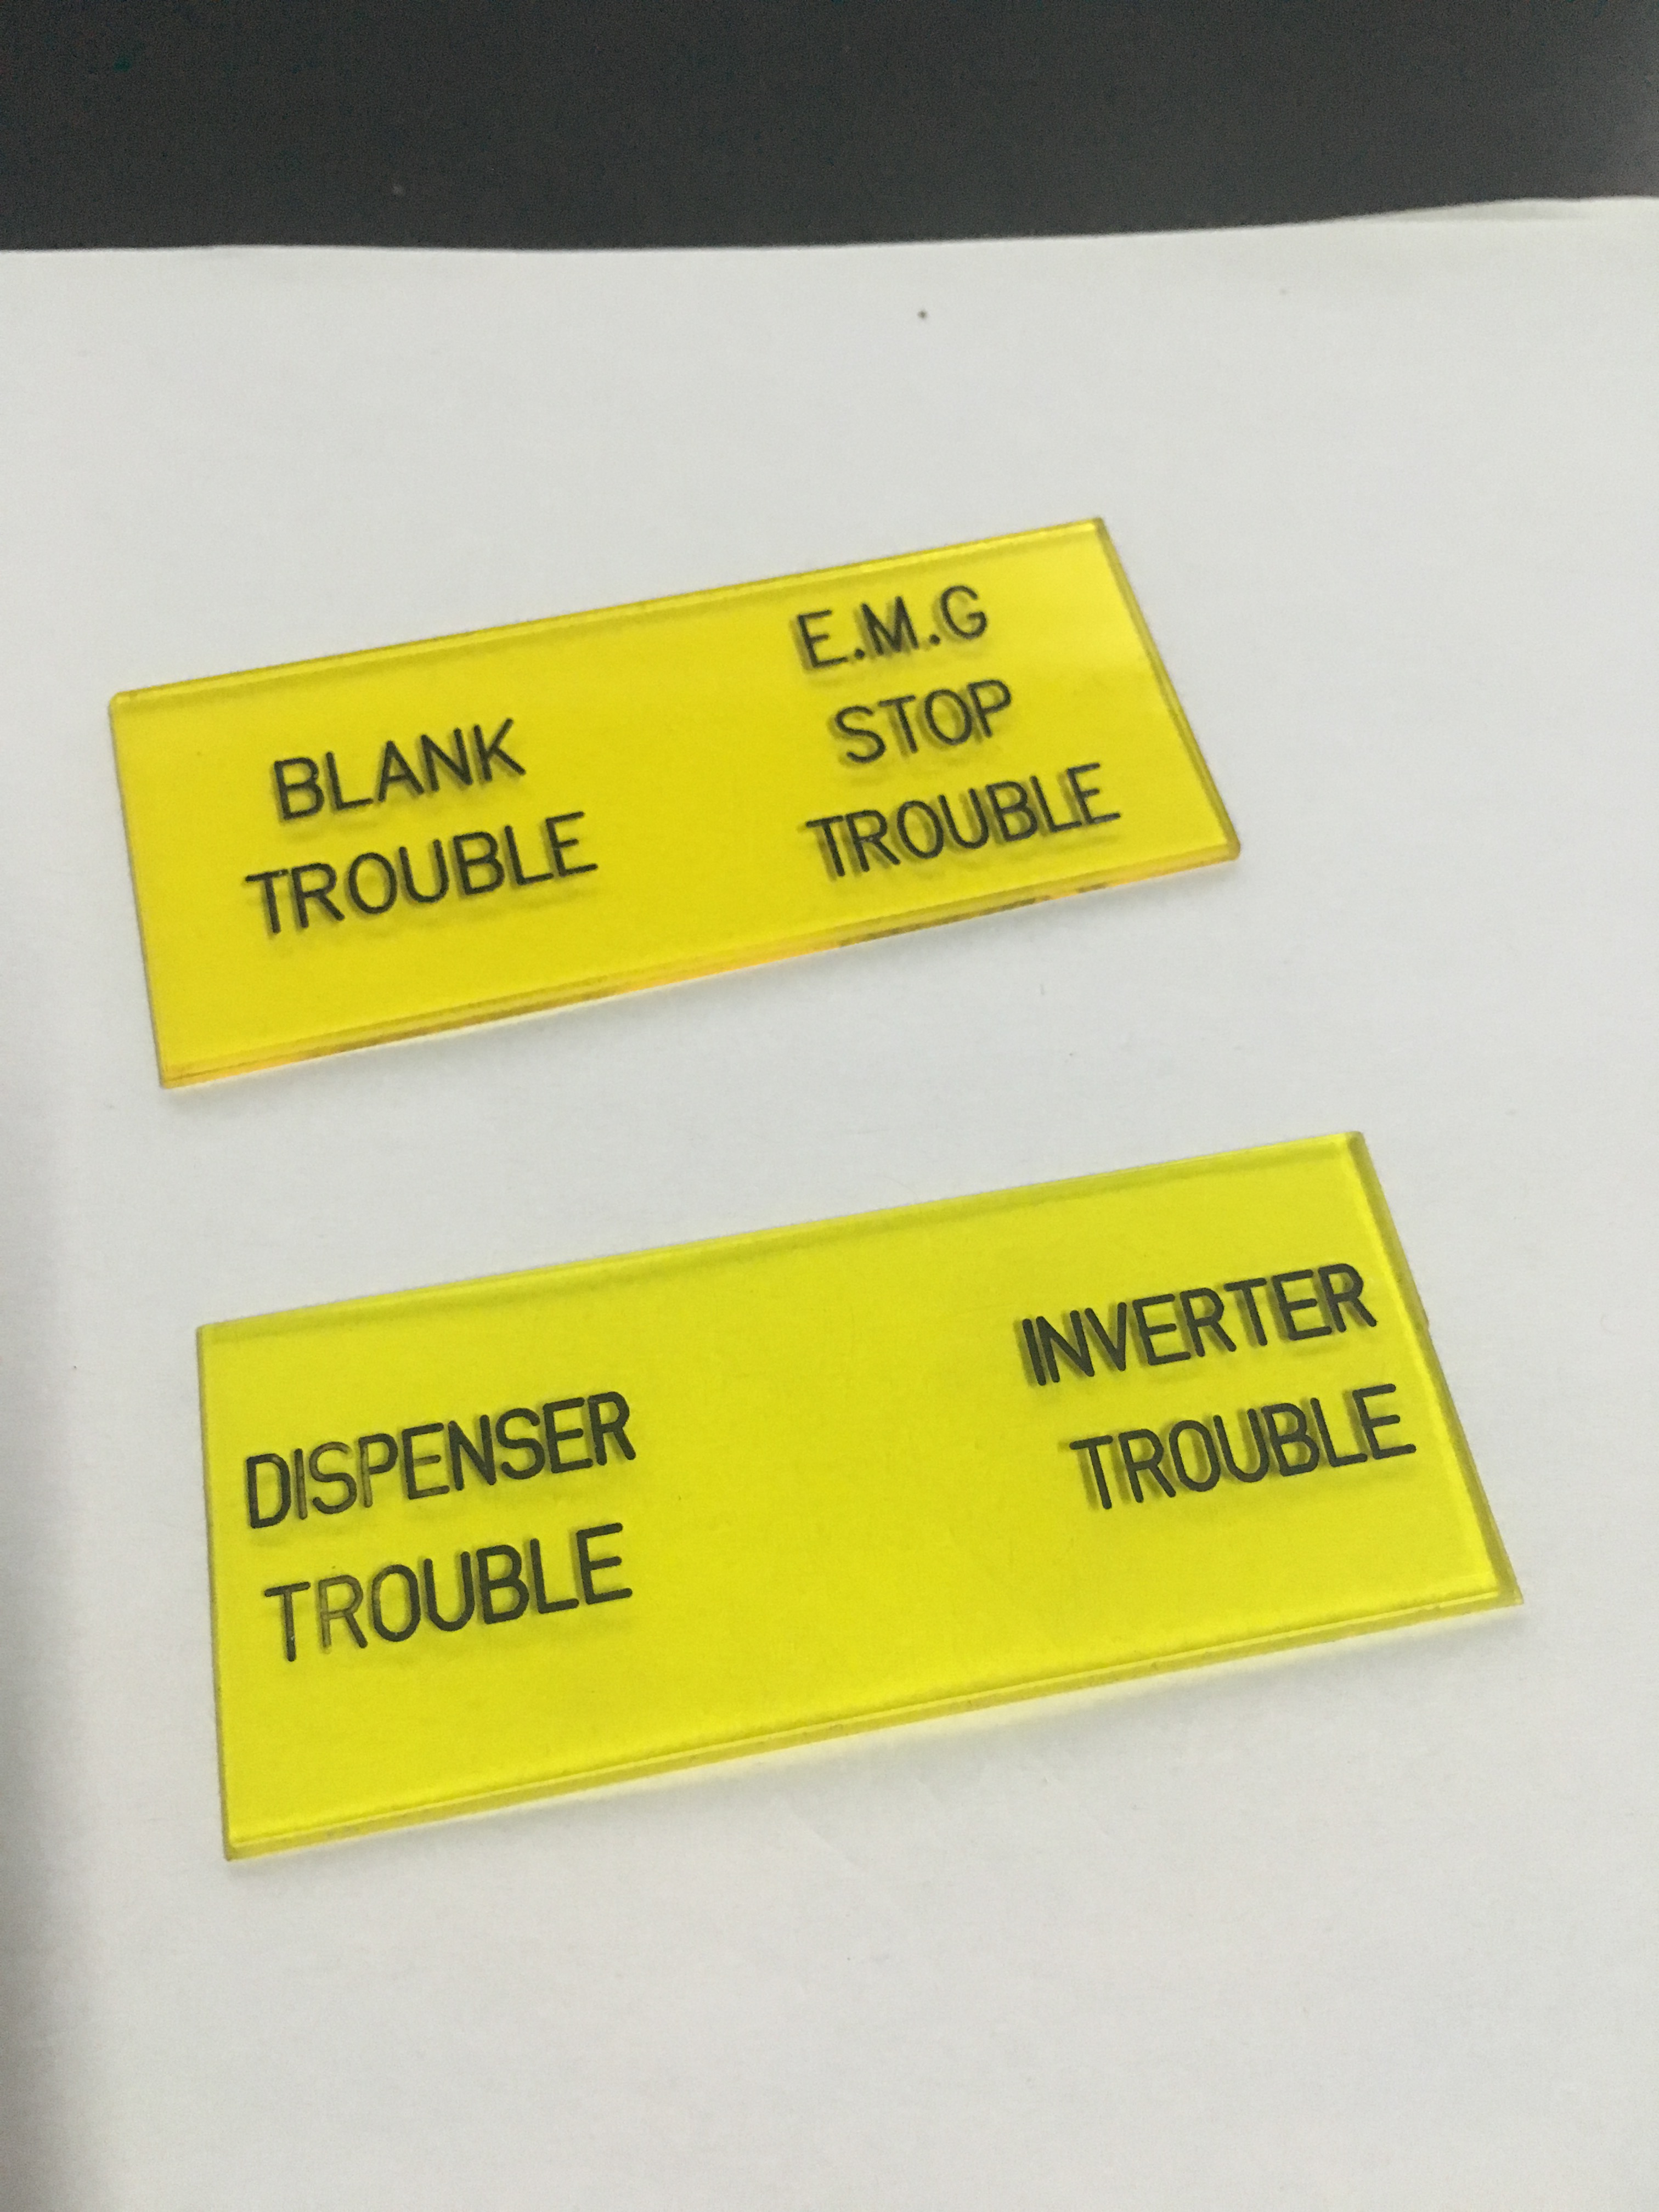 BLANK
TROUBLE
E.M.G
STOP
TROUBLE
DISPENSER
TROUBLE
INVERTER
TROUBLE